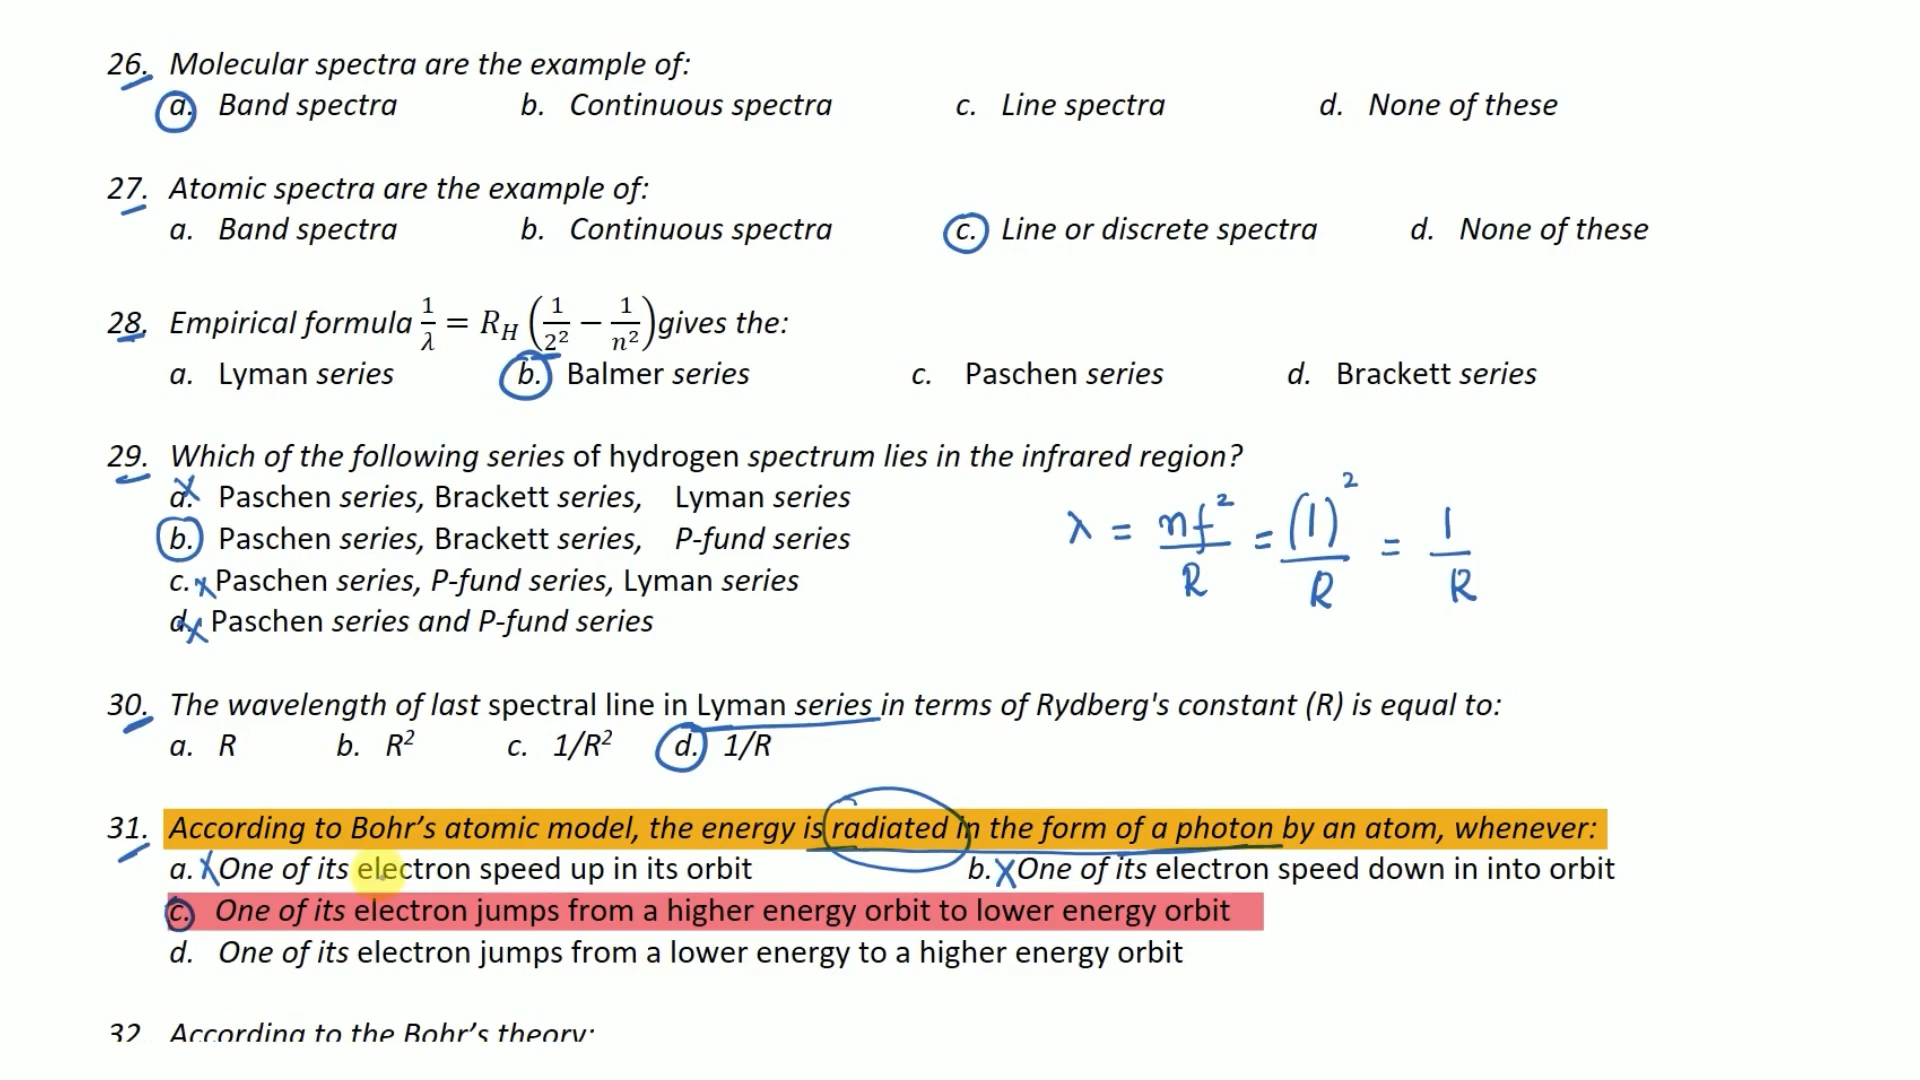 26. Molecular spectra are the example of:
a. Band spectra b. Continuous spectra c. Line spectra d. None of these
27. Atomic spectra are the example of:
a. Band spectra b. Continuous spectra c. Line or discrete spectra d. None of these
28. Empirical formula 1/λ = R_H (1/2² − 1/n²) gives the:
a. Lyman series b. Balmer series c. Paschen series d. Brackett series
29. Which of the following series of hydrogen spectrum lies in the infrared region?
a. Paschen series, Brackett series, Lyman series
b. Paschen series, Brackett series, P-fund series
c. Paschen series, P-fund series, Lyman series
d. Paschen series and P-fund series
λ = nf²/R = (1)²/R = 1/R
30. The wavelength of last spectral line in Lyman series in terms of Rydberg's constant (R) is equal to:
a. R b. R² c. 1/R² d. 1/R
31. According to Bohr’s atomic model, the energy is radiated in the form of a photon by an atom, whenever:
a. One of its electron speed up in its orbit b. One of its electron speed down in into orbit
c. One of its electron jumps from a higher energy orbit to lower energy orbit
d. One of its electron jumps from a lower energy to a higher energy orbit
32. According to the Bohr’s theory: